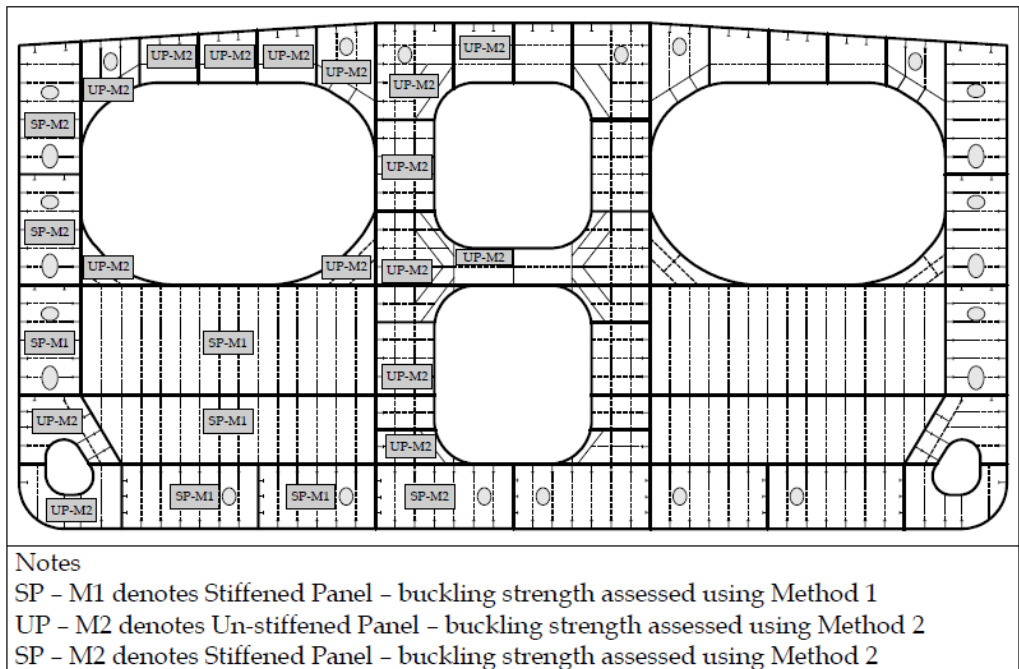 UP-M2 UP-M2 UP-M2 UP-M2
UP-M2
UP-M2 UP-M2
SP-M2
UP-M2
SP-M2
UP-M2
UP-M2 UP-M2 UP-M2
SP-M1 SP-M1
UP-M2
UP-M2 SP-M1
UP-M2
SP-M1 SP-M1 SP-M2
UP-M2
Notes
SP – M1 denotes Stiffened Panel – buckling strength assessed using Method 1
UP – M2 denotes Un-stiffened Panel – buckling strength assessed using Method 2
SP – M2 denotes Stiffened Panel – buckling strength assessed using Method 2